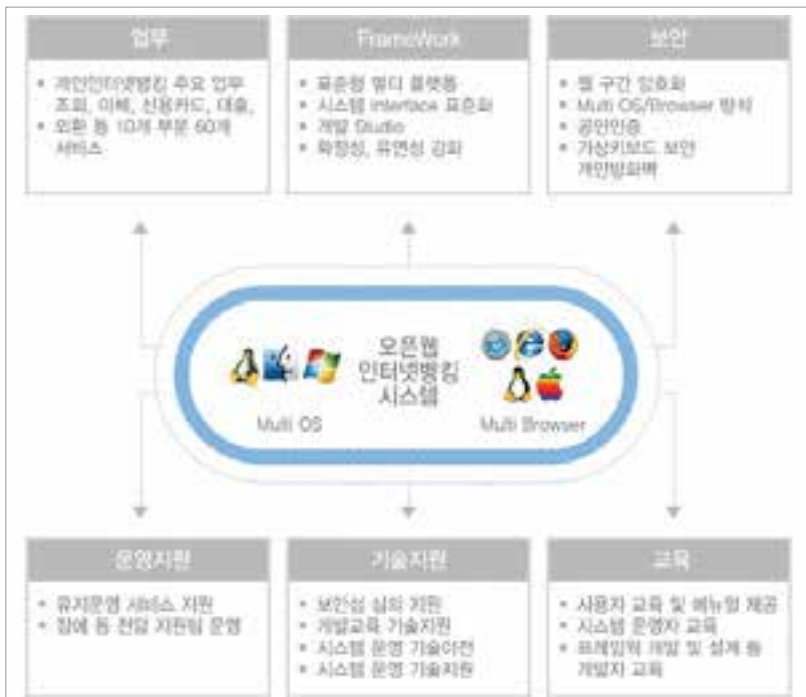 업무
• 개인인터넷뱅킹 주요 업무
조회, 이체, 신용카드, 대출,
• 외환 등 10개 부문 60개
서비스
FrameWork
• 표준형 멀티 플랫폼
• 시스템 Interface 표준화
• 개발 Studio
• 확장성, 유연성 강화
보안
• 웹 구간 암호화
• Multi OS/Browser 방식
• 공인인증
• 가상키보드 보안
개인방화벽
오픈웹
인터넷뱅킹
시스템
Multi OS
Multi Browser
운영지원
• 유지운영 서비스 지원
• 장애 등 전담 지원팀 운영
기술지원
• 보안성 심의 지원
• 개발교육 기술지원
• 시스템 운영 기술이전
• 시스템 운영 기술지원
교육
• 사용자 교육 및 메뉴얼 제공
• 시스템 운영자 교육
• 프레임웍 개발 및 설계 등
개발자 교육